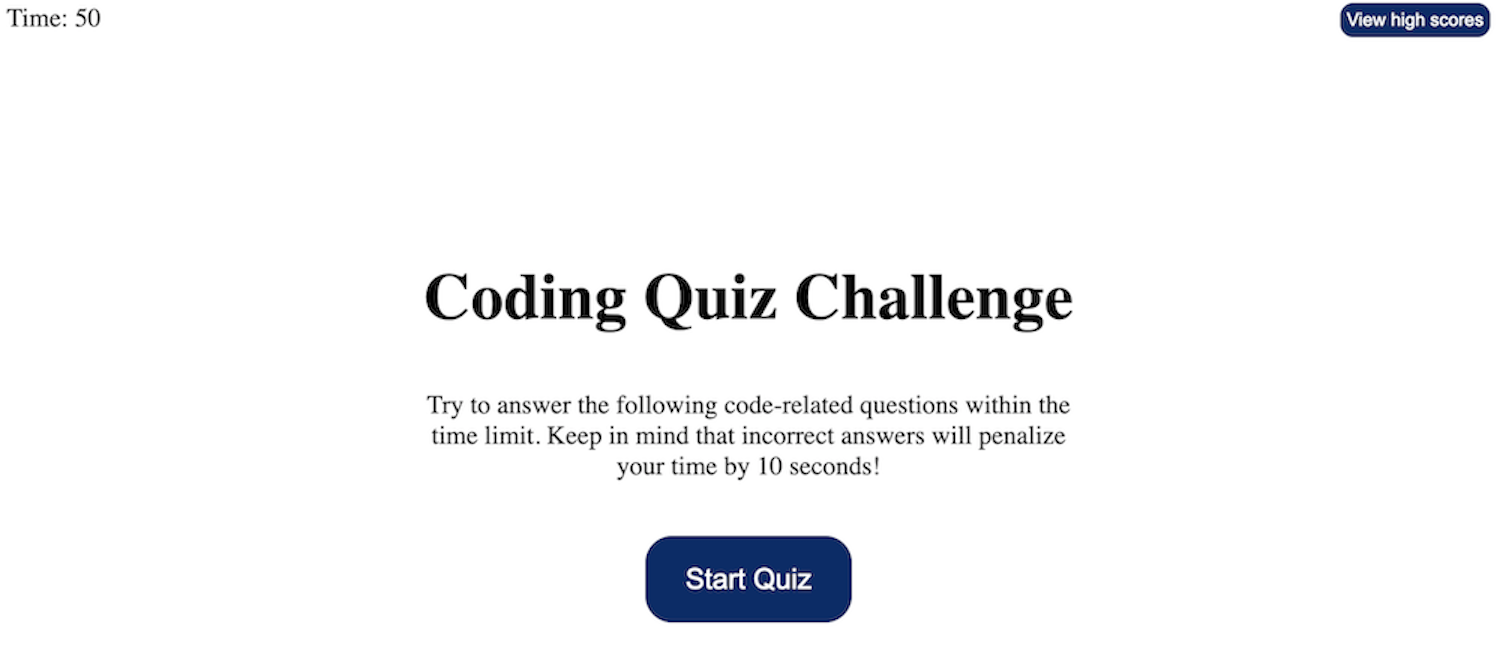 Time: 50
View high scores
Coding Quiz Challenge
Try to answer the following code-related questions within the
time limit. Keep in mind that incorrect answers will penalize
your time by 10 seconds!
Start Quiz